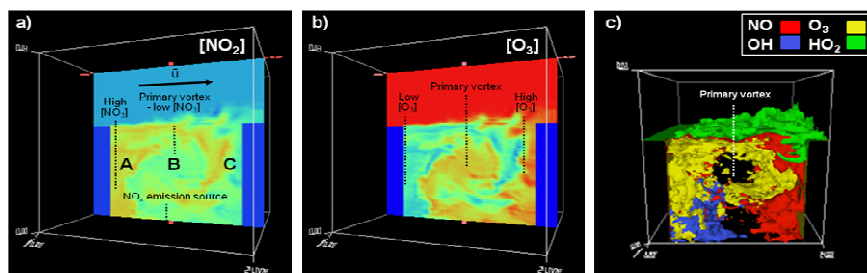 a)
[NO₂]
ū
Primary vortex
- low [NO₂]
High
[NO₂]
A
B
C
NOₓ emission source
b)
[O₃]
Low
[O₃]
Primary vortex
High
[O₃]
c)
NO
O₃
OH
HO₂
Primary vortex